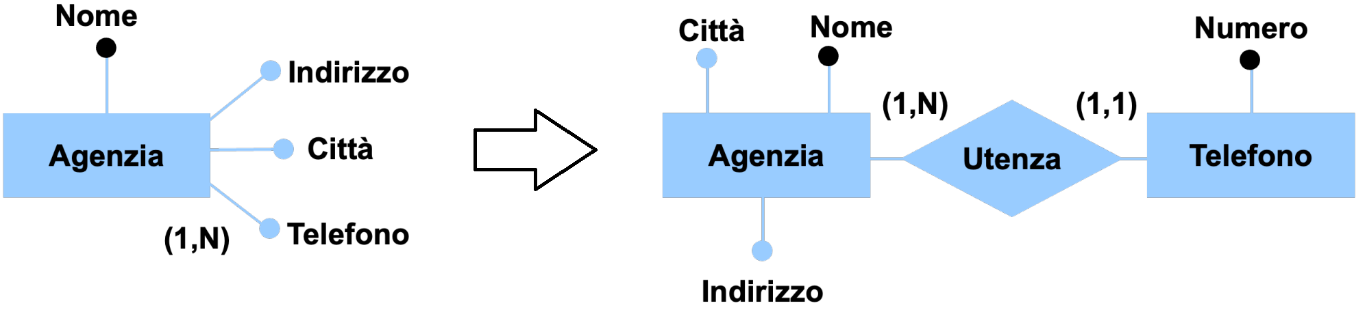 Nome
Indirizzo
Agenzia
Città
(1,N)
Telefono
Città
Nome
Numero
(1,N)
(1,1)
Agenzia
Utenza
Telefono
Indirizzo